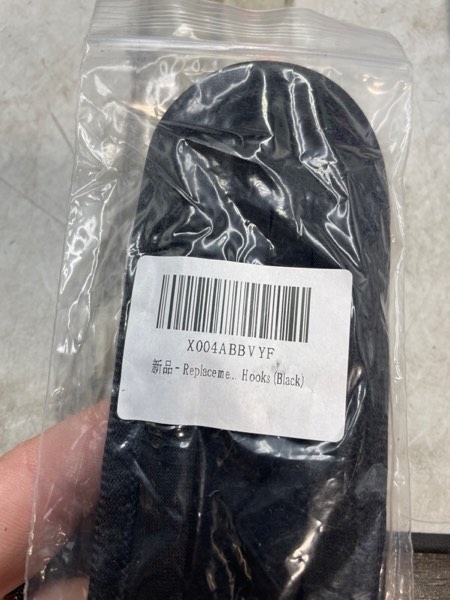 X004ABBVYF
新品 - Replaceme... Hooks (Black)